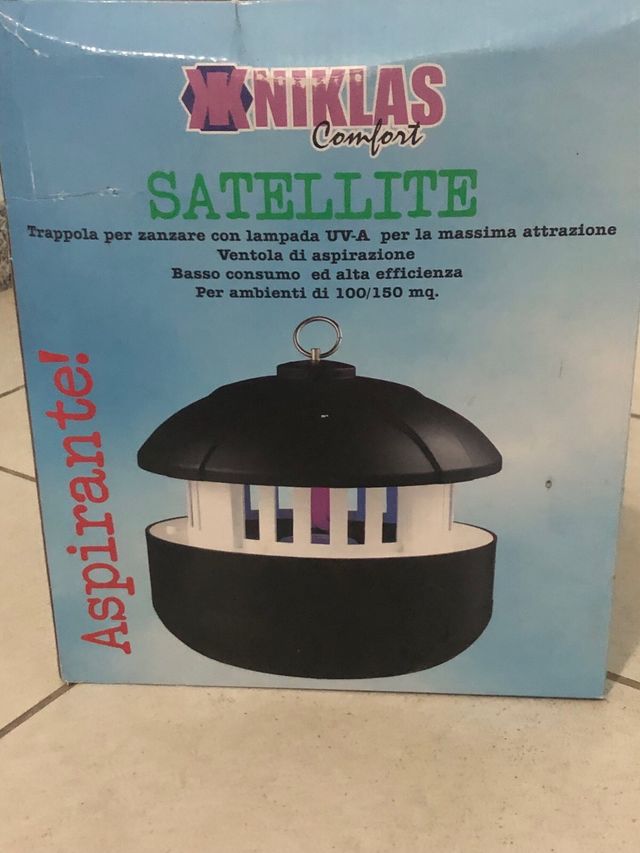 NIKLAS
Comfort
SATELLITE
Trappola per zanzare con lampada UV-A per la massima attrazione
Ventola di aspirazione
Basso consumo ed alta efficienza
Per ambienti di 100/150 mq.
Aspirante!